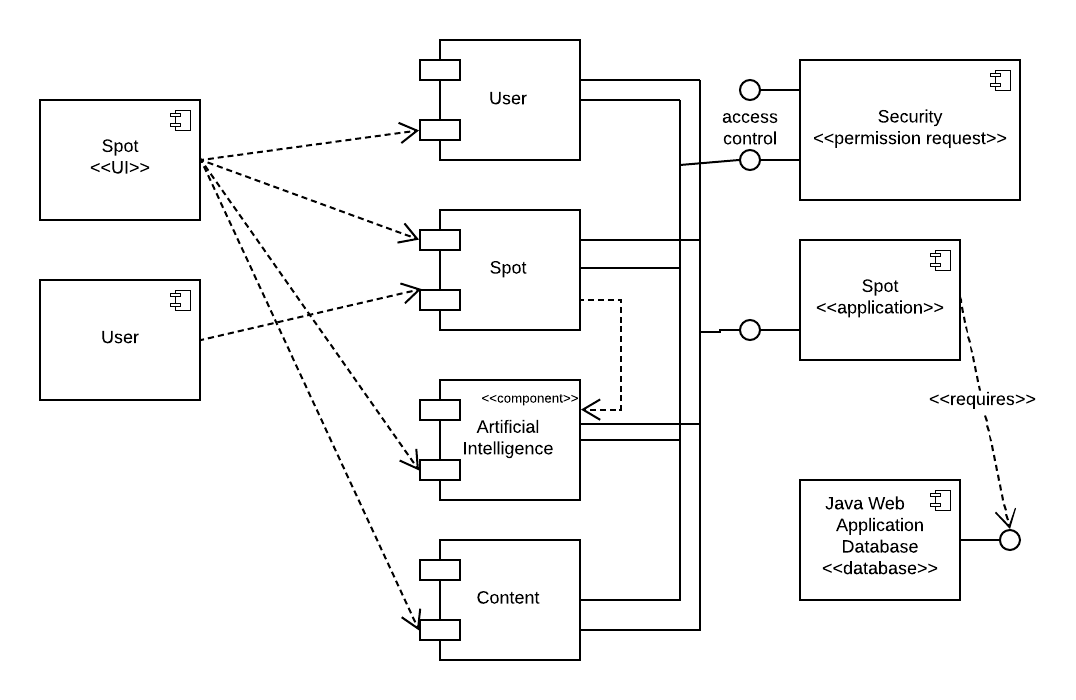 Spot
<<UI>>
User
User
Spot
<<component>>
Artificial
Intelligence
Content
access
control
Security
<<permission request>>
Spot
<<application>>
<<requires>>
Java Web
Application
Database
<<database>>